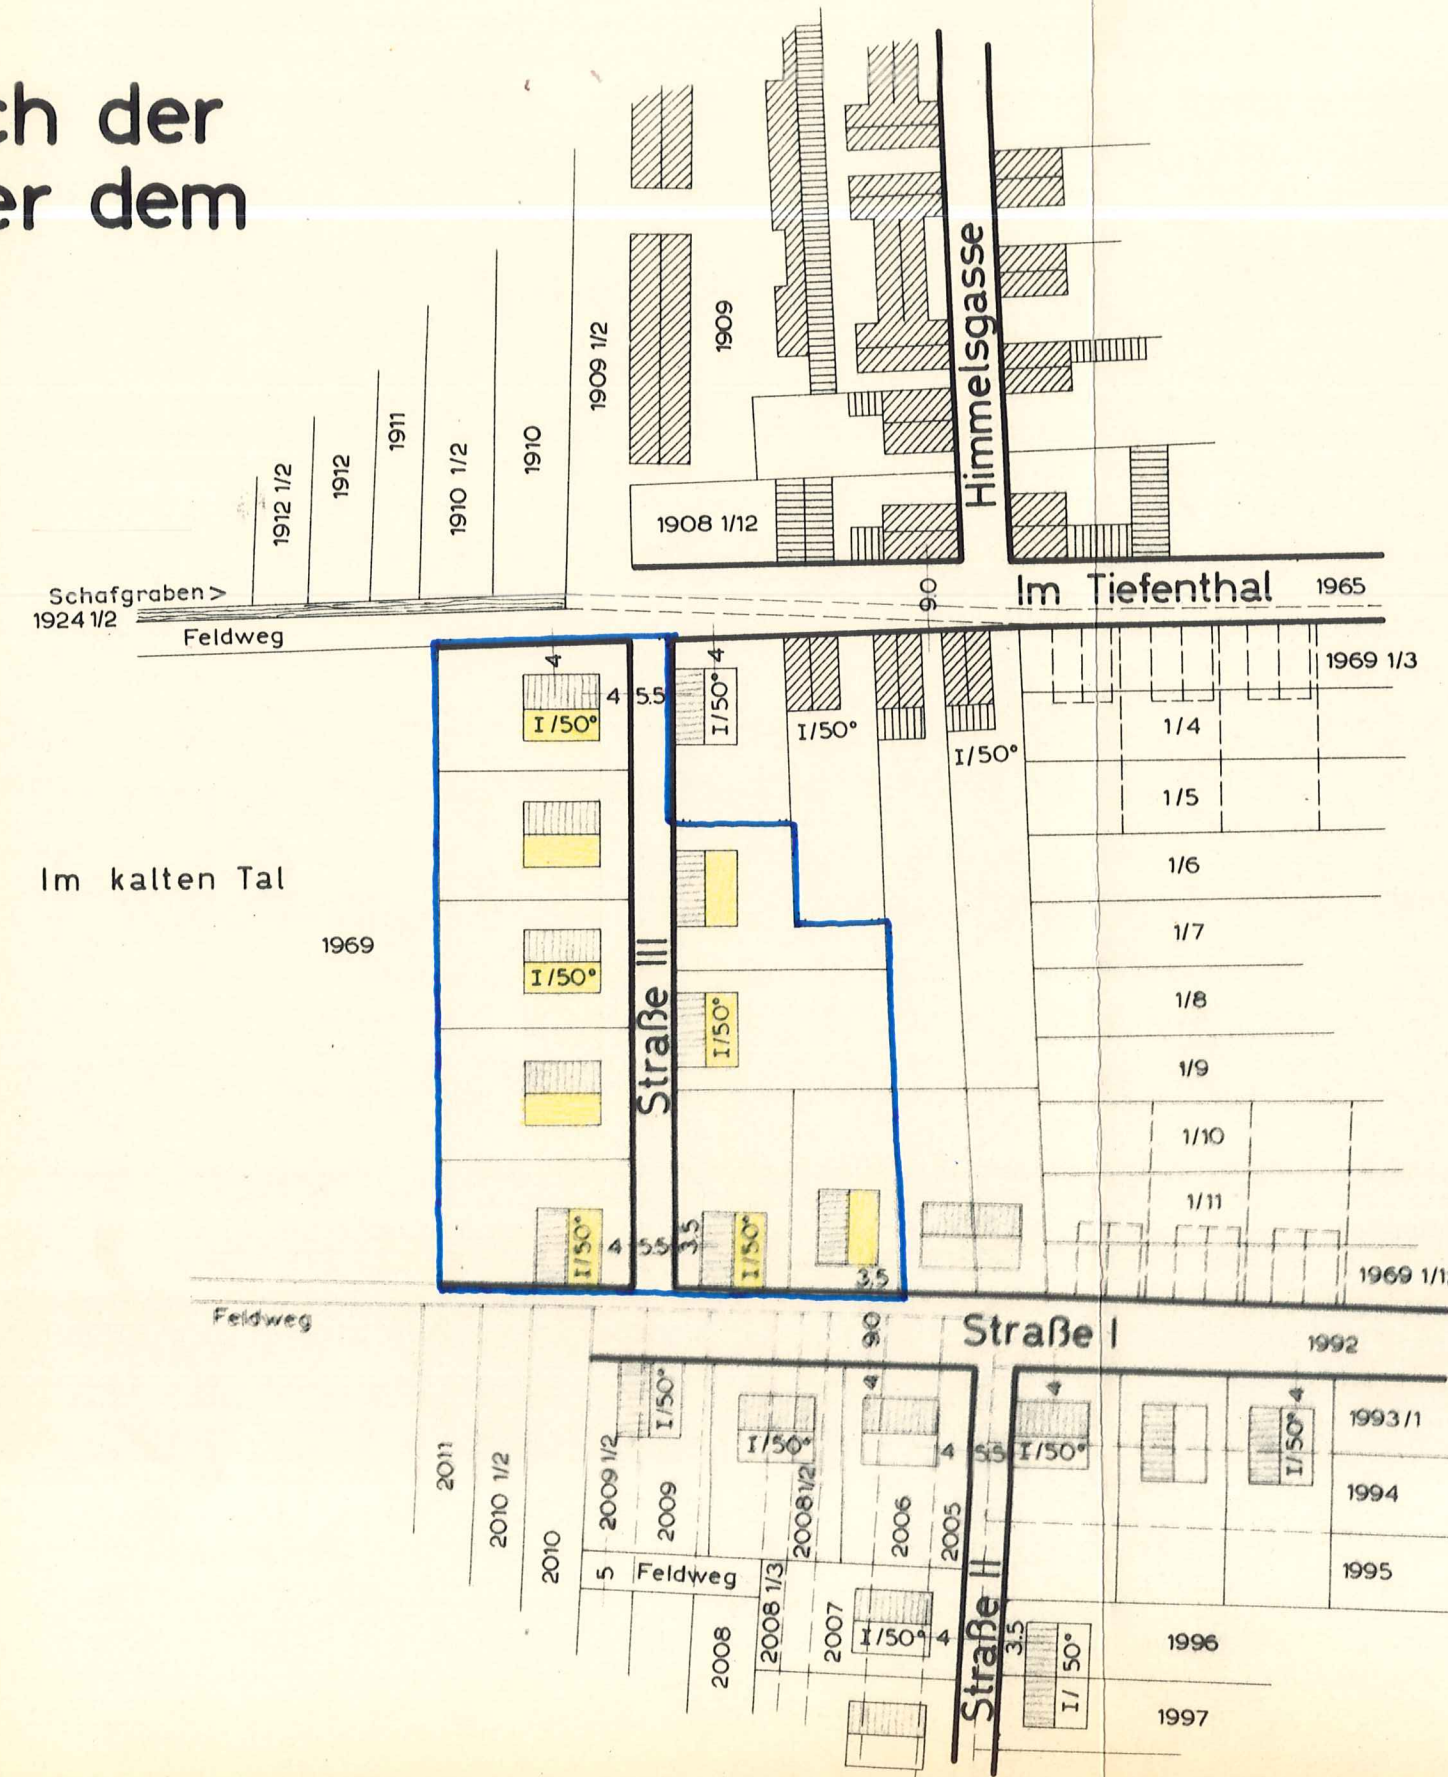 ch der
er dem
Himmelsgasse
1909 1/2
1909
1912 1/2
1912
1911
1910 1/2
1910
1908 1/12
Schafgraben >
1924 1/2
Feldweg
9.0
Im Tiefenthal 1965
4
4
4 5.5
I/50°
I/50°
I/50°
I/50°
1969 1/3
1/4
1/5
1/6
1/7
1/8
1/9
1/10
1/11
Im kalten Tal
1969
I/50°
Straße III
I/50°
I/50°
4 5.5 3.5
I/50°
3.5
Feldweg
9.0
Straße I
1992
2011
2010 1/2
2010
2009 1/2
2009
I/50°
I/50°
2008 1/2
4
4 5.5
2006
2005
4
I/50°
4
I/50°
1993/1
1994
1995
5 Feldweg
2008
2008 1/3
2007
I/50° 4
Straße II
3.5
I/ 50°
1996
1997